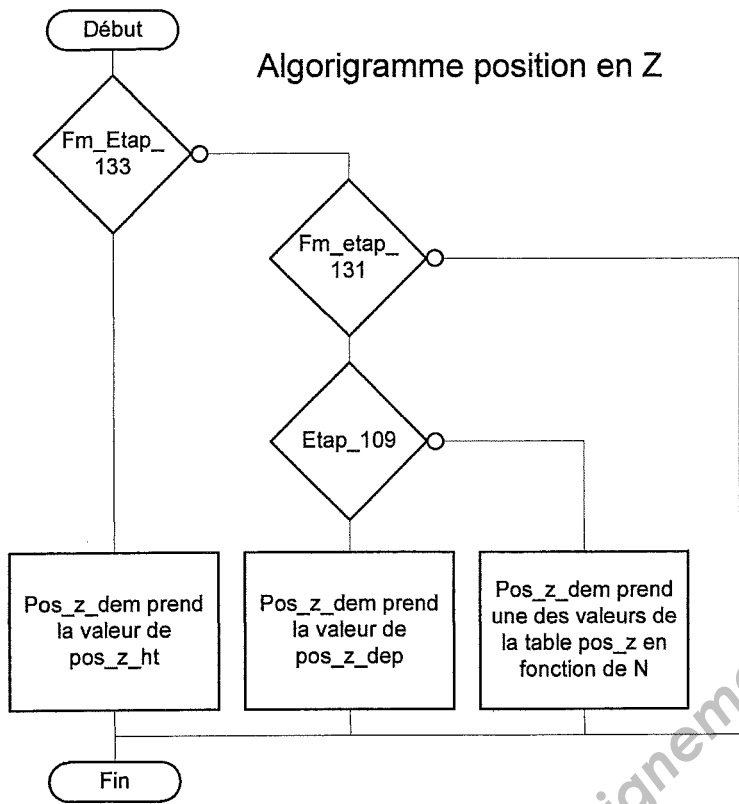 Début
Algorigramme position en Z
Fm_Etap_
133
Fm_etap_
131
Etap_109
Pos_z_dem prend
la valeur de
pos_z_ht
Pos_z_dem prend
la valeur de
pos_z_dep
Pos_z_dem prend
une des valeurs de
la table pos_z en
fonction de N
Fin